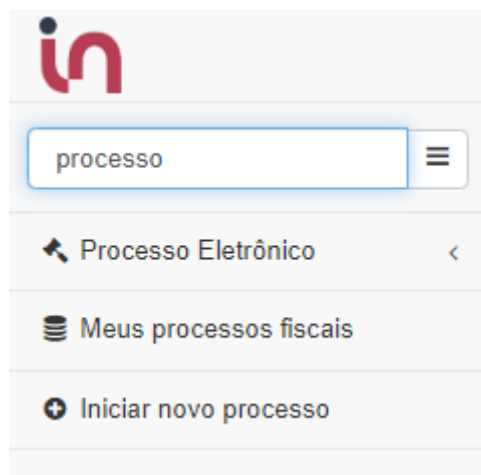 in
processo
Processo Eletrônico
Meus processos fiscais
Iniciar novo processo